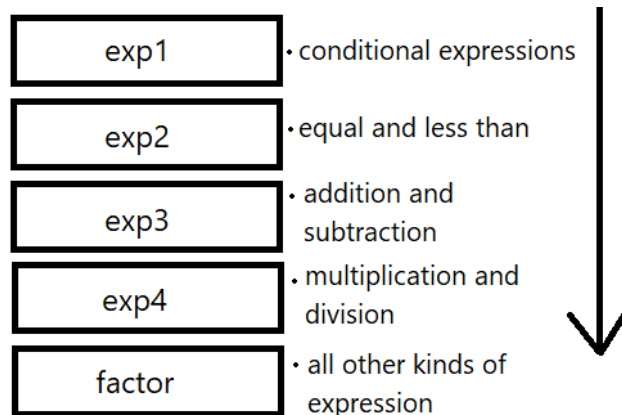 exp1
· conditional expressions
exp2
· equal and less than
exp3
· addition and
subtraction
exp4
· multiplication and
division
factor
· all other kinds of
expression